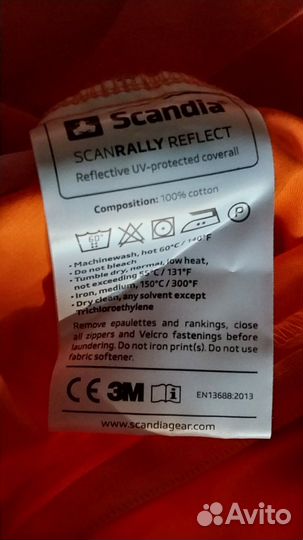 Scandia
SCANRALLY REFLECT
Reflective UV-protected coverall
Composition: 100% cotton
60°
P
• Machinewash, hot 60°C / 140°F
• Do not bleach
• Tumble dry, normal, low heat,
not exceeding 55°C / 131°F
• Iron, medium, 150°C / 300°F
• Dry clean, any solvent except
Trichloroethylene
Remove epaulettes and rankings, close
all zippers and Velcro fastenings before
laundering. Do not iron print(s). Do not use
fabric softener.
CE 3M i EN13688:2013
www.scandiagear.com
Avito